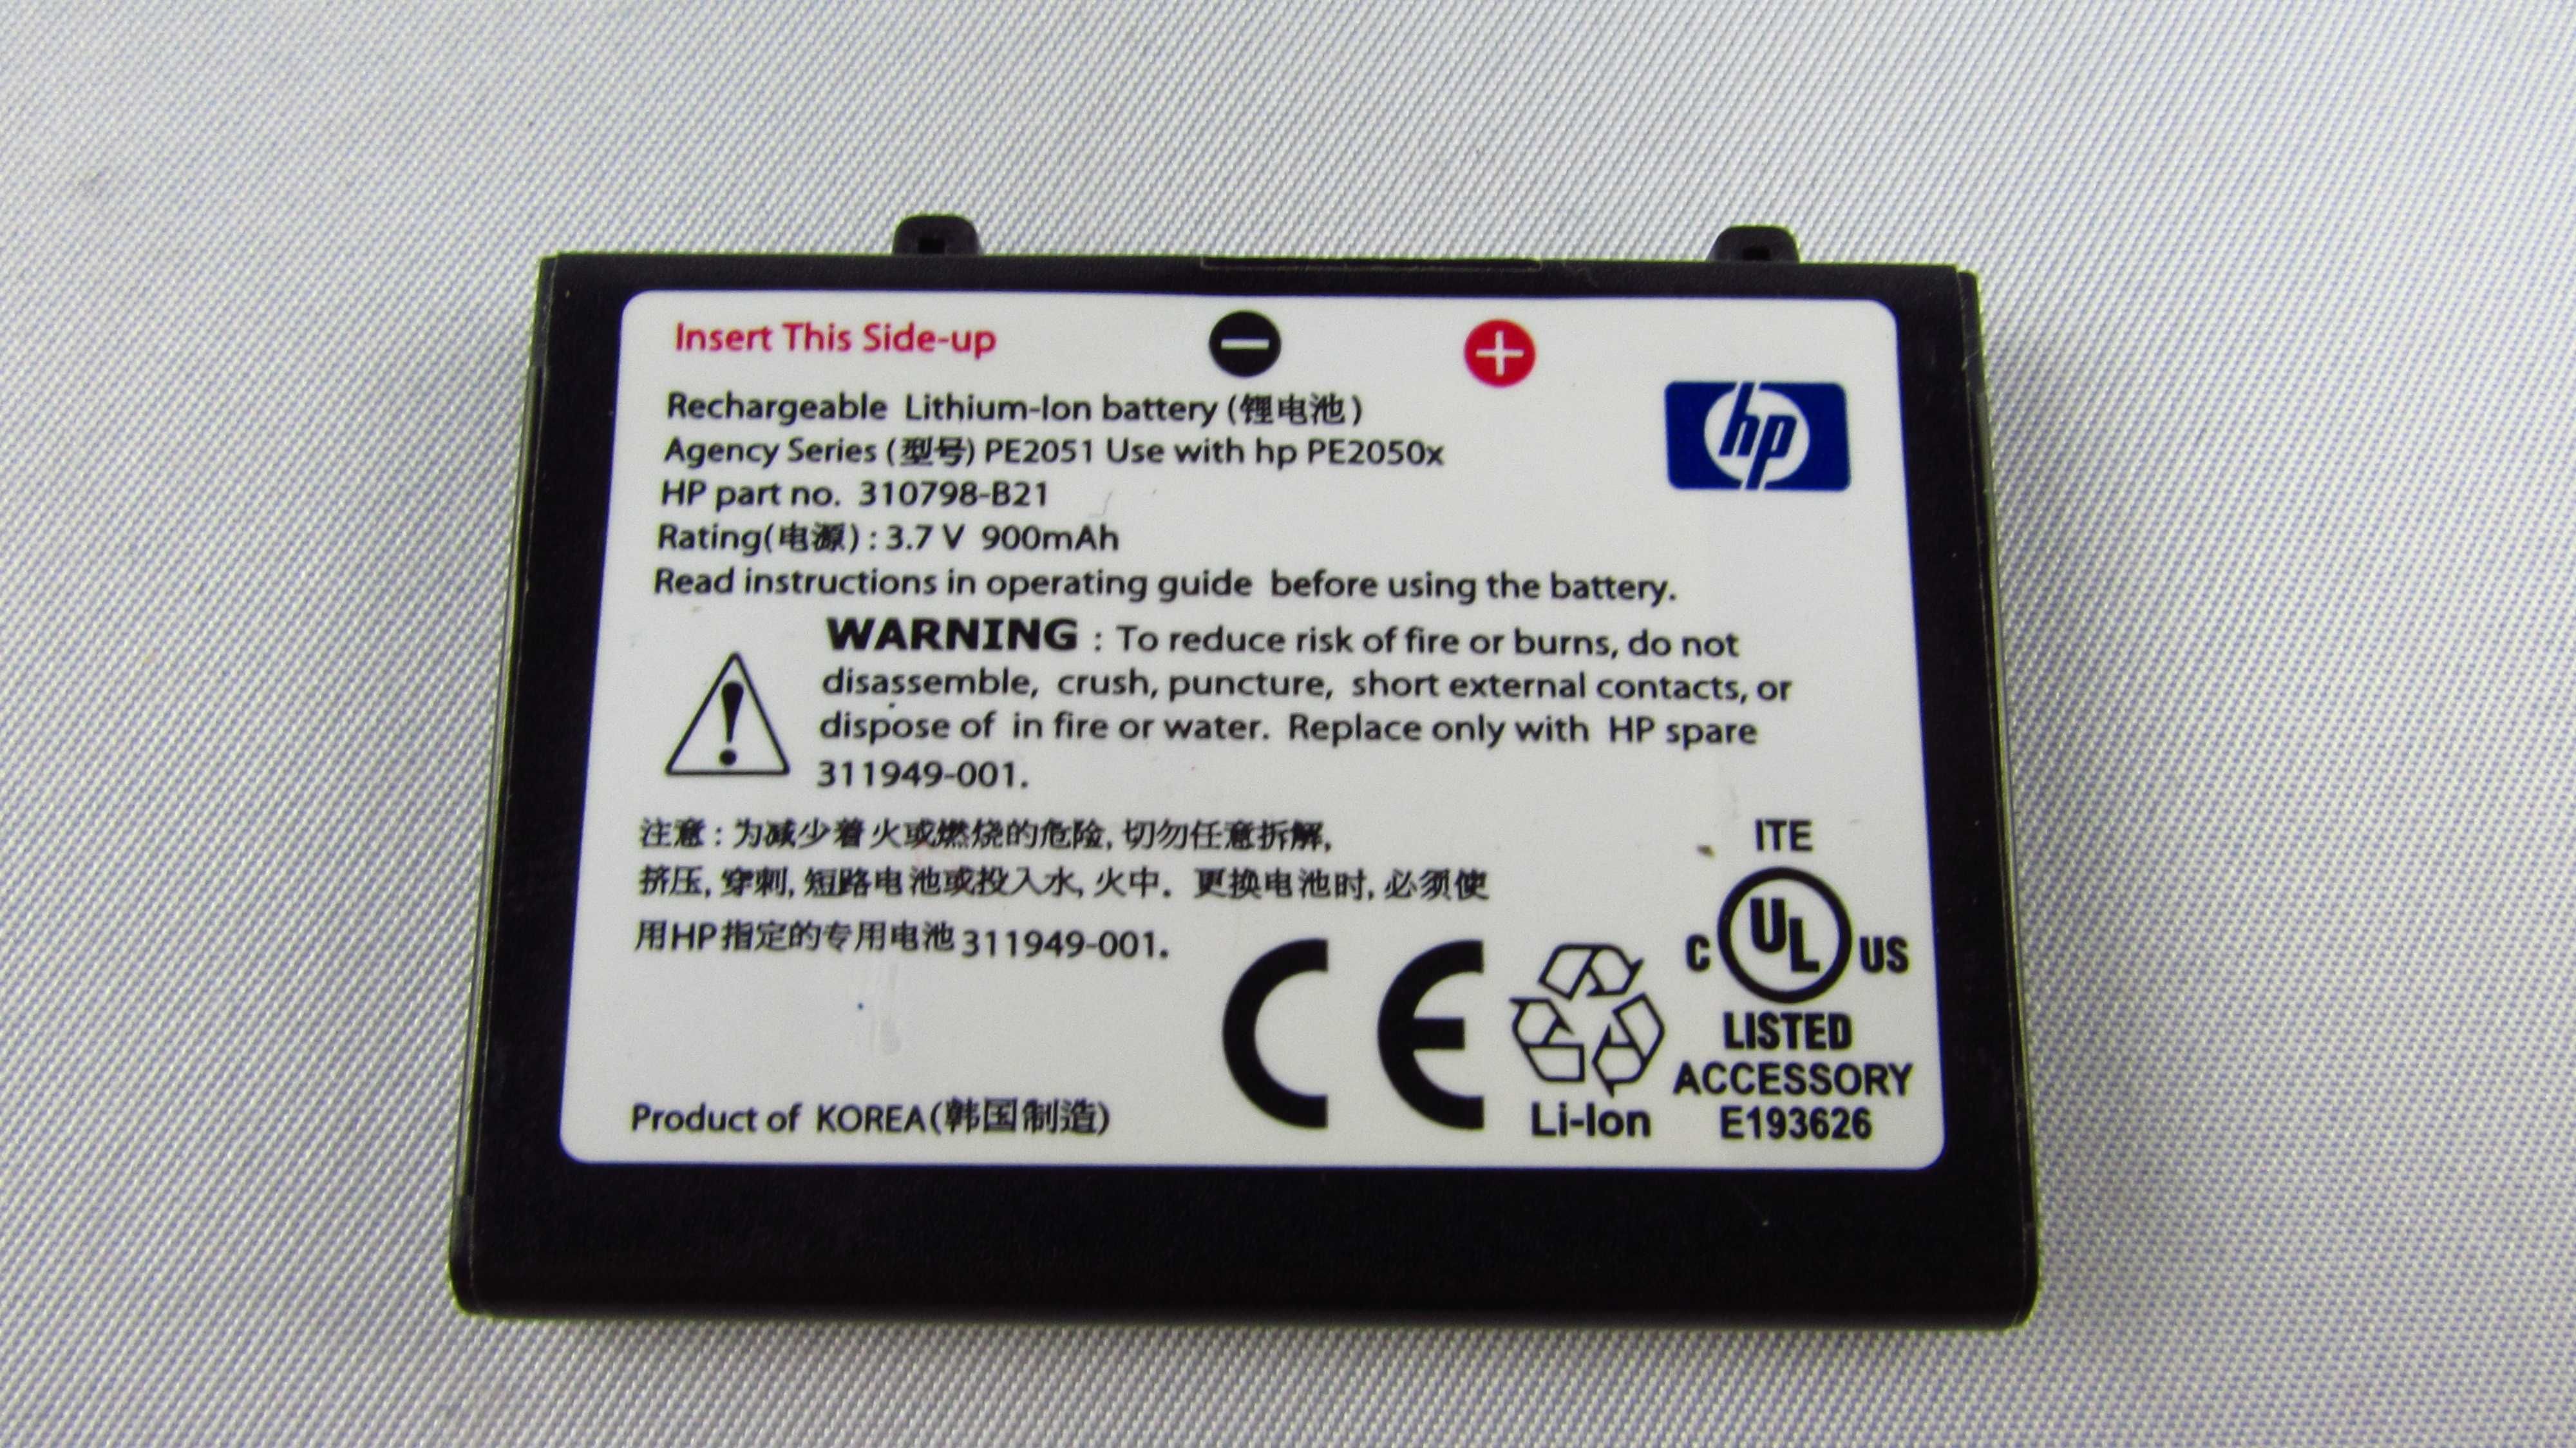 Insert This Side-up
− +
hp
Rechargeable Lithium-Ion battery (锂电池)
Agency Series (型号) PE2051 Use with hp PE2050x
HP part no. 310798-B21
Rating(电源) : 3.7 V 900mAh
Read instructions in operating guide before using the battery.
WARNING : To reduce risk of fire or burns, do not
disassemble, crush, puncture, short external contacts, or
dispose of in fire or water. Replace only with HP spare
311949-001.
注意 : 为减少着火或燃烧的危险, 切勿任意拆解,
挤压, 穿刺, 短路电池或投入水, 火中. 更换电池时, 必须使
用HP指定的专用电池 311949-001.
Product of KOREA(韩国制造)
CE
Li-Ion
ITE
C UL US
LISTED
ACCESSORY
E193626